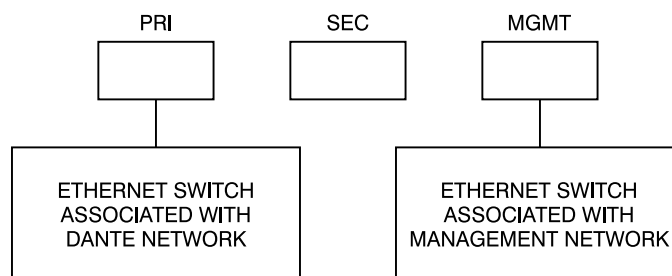 PRI
SEC
MGMT
ETHERNET SWITCH
ASSOCIATED WITH
DANTE NETWORK
ETHERNET SWITCH
ASSOCIATED WITH
MANAGEMENT NETWORK